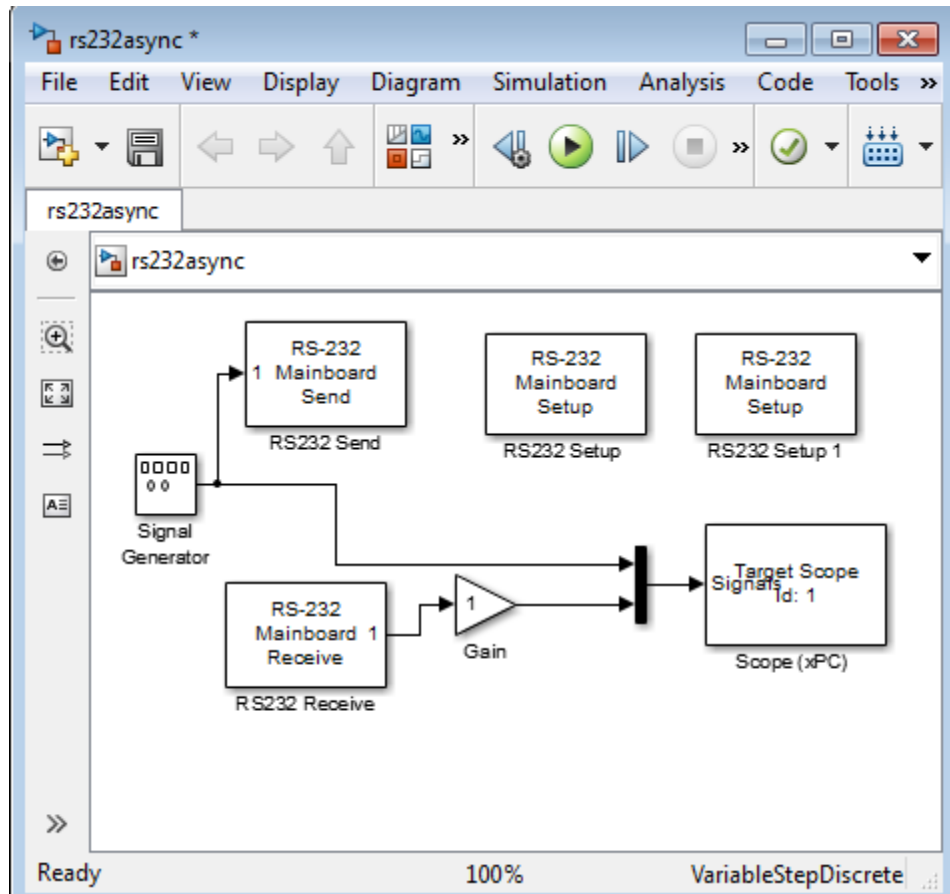 rs232async *
File Edit View Display Diagram Simulation Analysis Code Tools »
» »
rs232async
rs232async
RS-232
1 Mainboard
Send
RS232 Send
RS-232
Mainboard
Setup
RS232 Setup
RS-232
Mainboard
Setup
RS232 Setup 1
Signal
Generator
RS-232
Mainboard 1
Receive
RS232 Receive
1
Gain
Signals
Target Scope
Id: 1
Scope (xPC)
»
Ready 100% VariableStepDiscrete